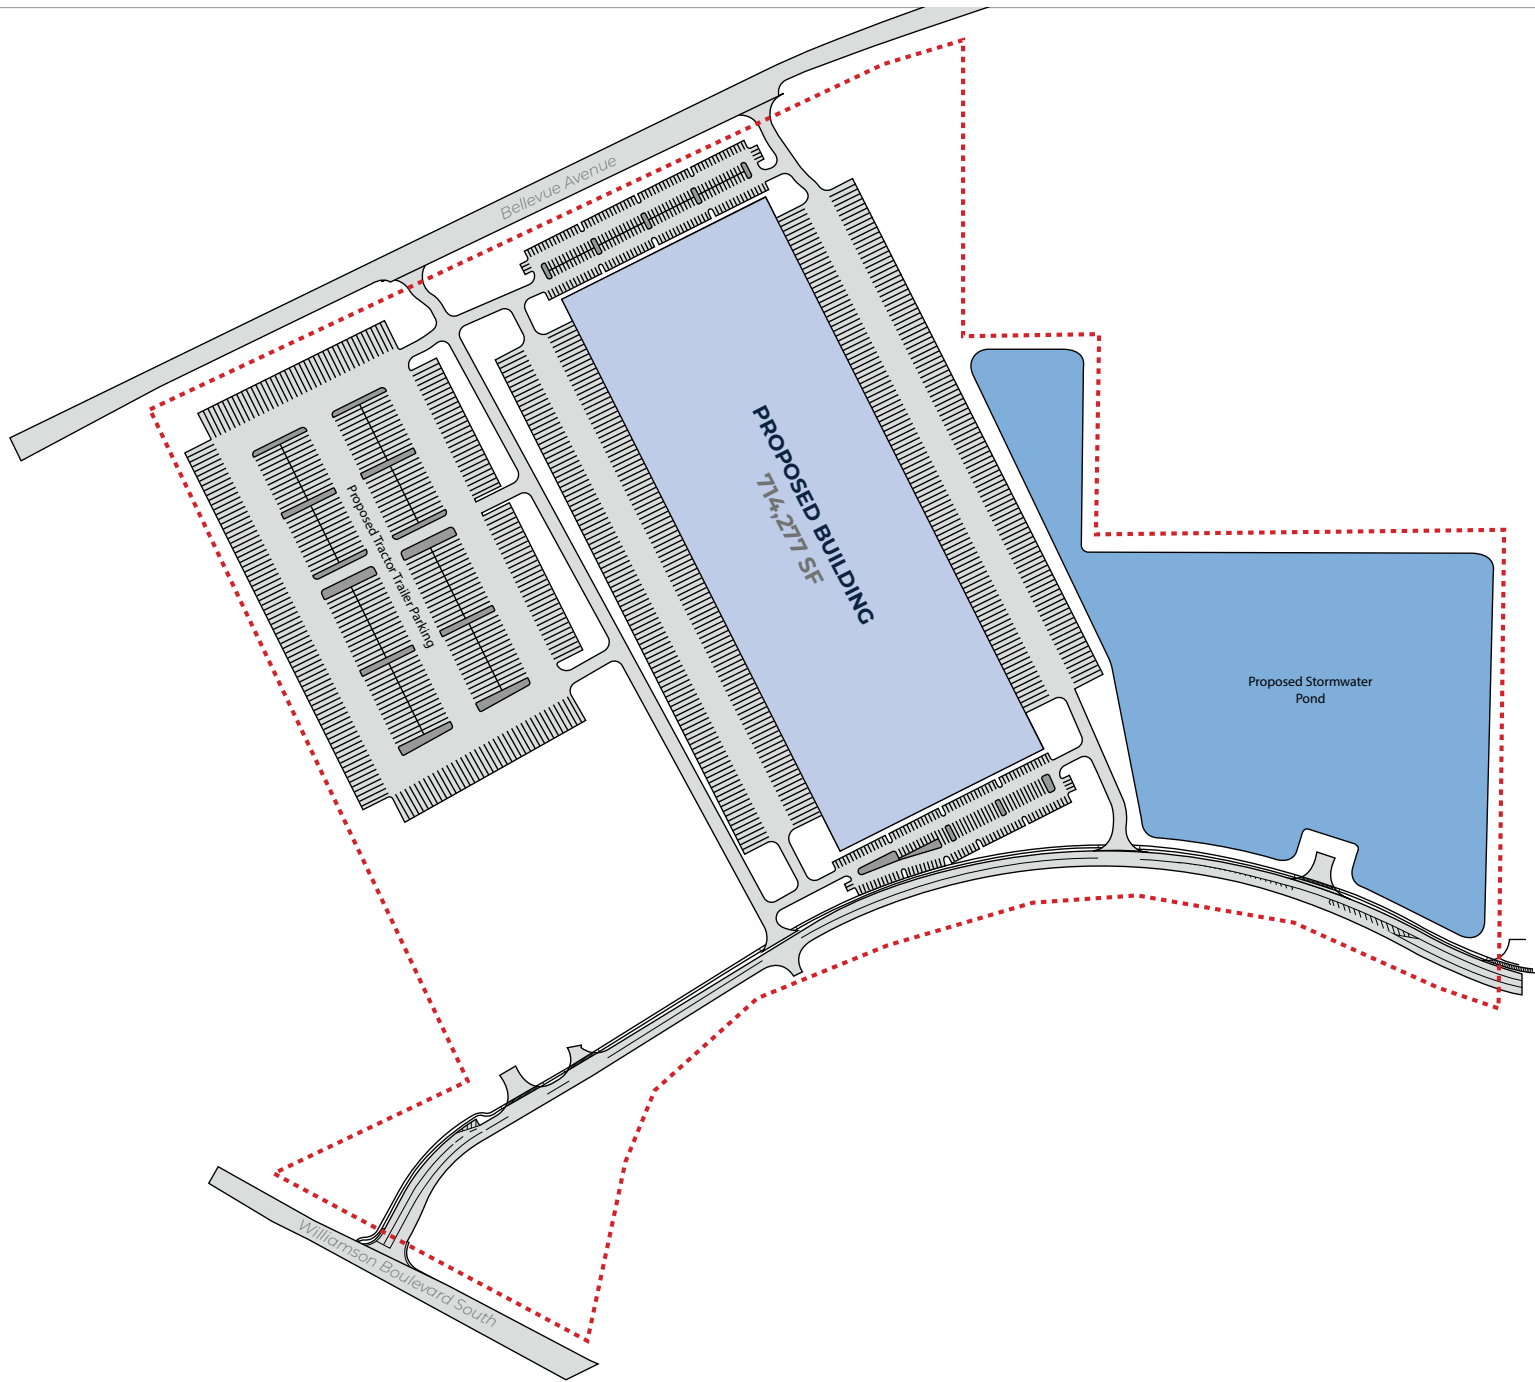 Bellevue Avenue
PROPOSED BUILDING
714,277 SF
Proposed Tractor Trailer Parking
Proposed Stormwater
Pond
Williamson Boulevard South